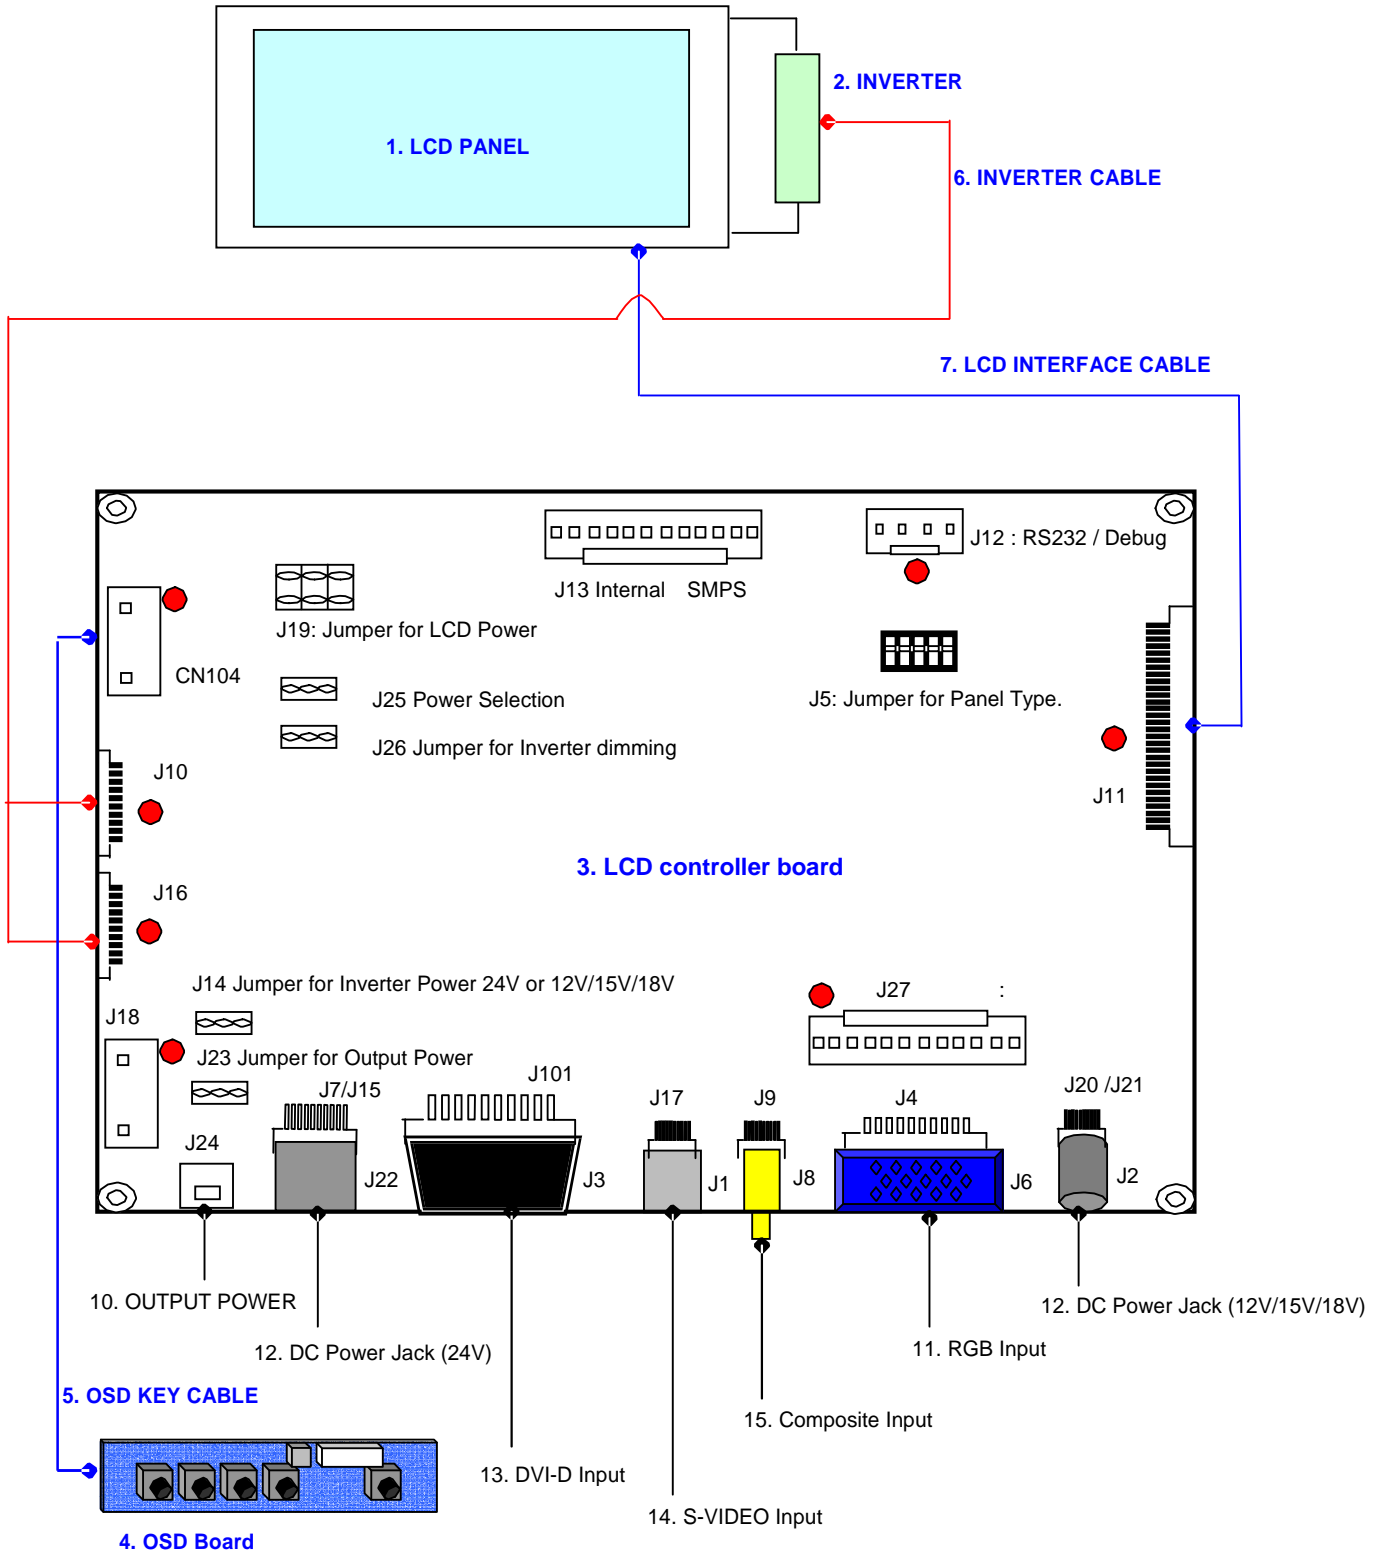 2. INVERTER
1. LCD PANEL
6. INVERTER CABLE
7. LCD INTERFACE CABLE
J12 : RS232 / Debug
J13 Internal SMPS
J19: Jumper for LCD Power
CN104
J25 Power Selection
J5: Jumper for Panel Type.
J26 Jumper for Inverter dimming
J10
J11
3. LCD controller board
J16
J14 Jumper for Inverter Power 24V or 12V/15V/18V
J27 :
J18
J23 Jumper for Output Power
J7/J15
J101
J17
J9
J4
J20 /J21
J24
J22
J3
J1
J8
J6
J2
10. OUTPUT POWER
12. DC Power Jack (12V/15V/18V)
12. DC Power Jack (24V)
11. RGB Input
5. OSD KEY CABLE
15. Composite Input
13. DVI-D Input
14. S-VIDEO Input
4. OSD Board